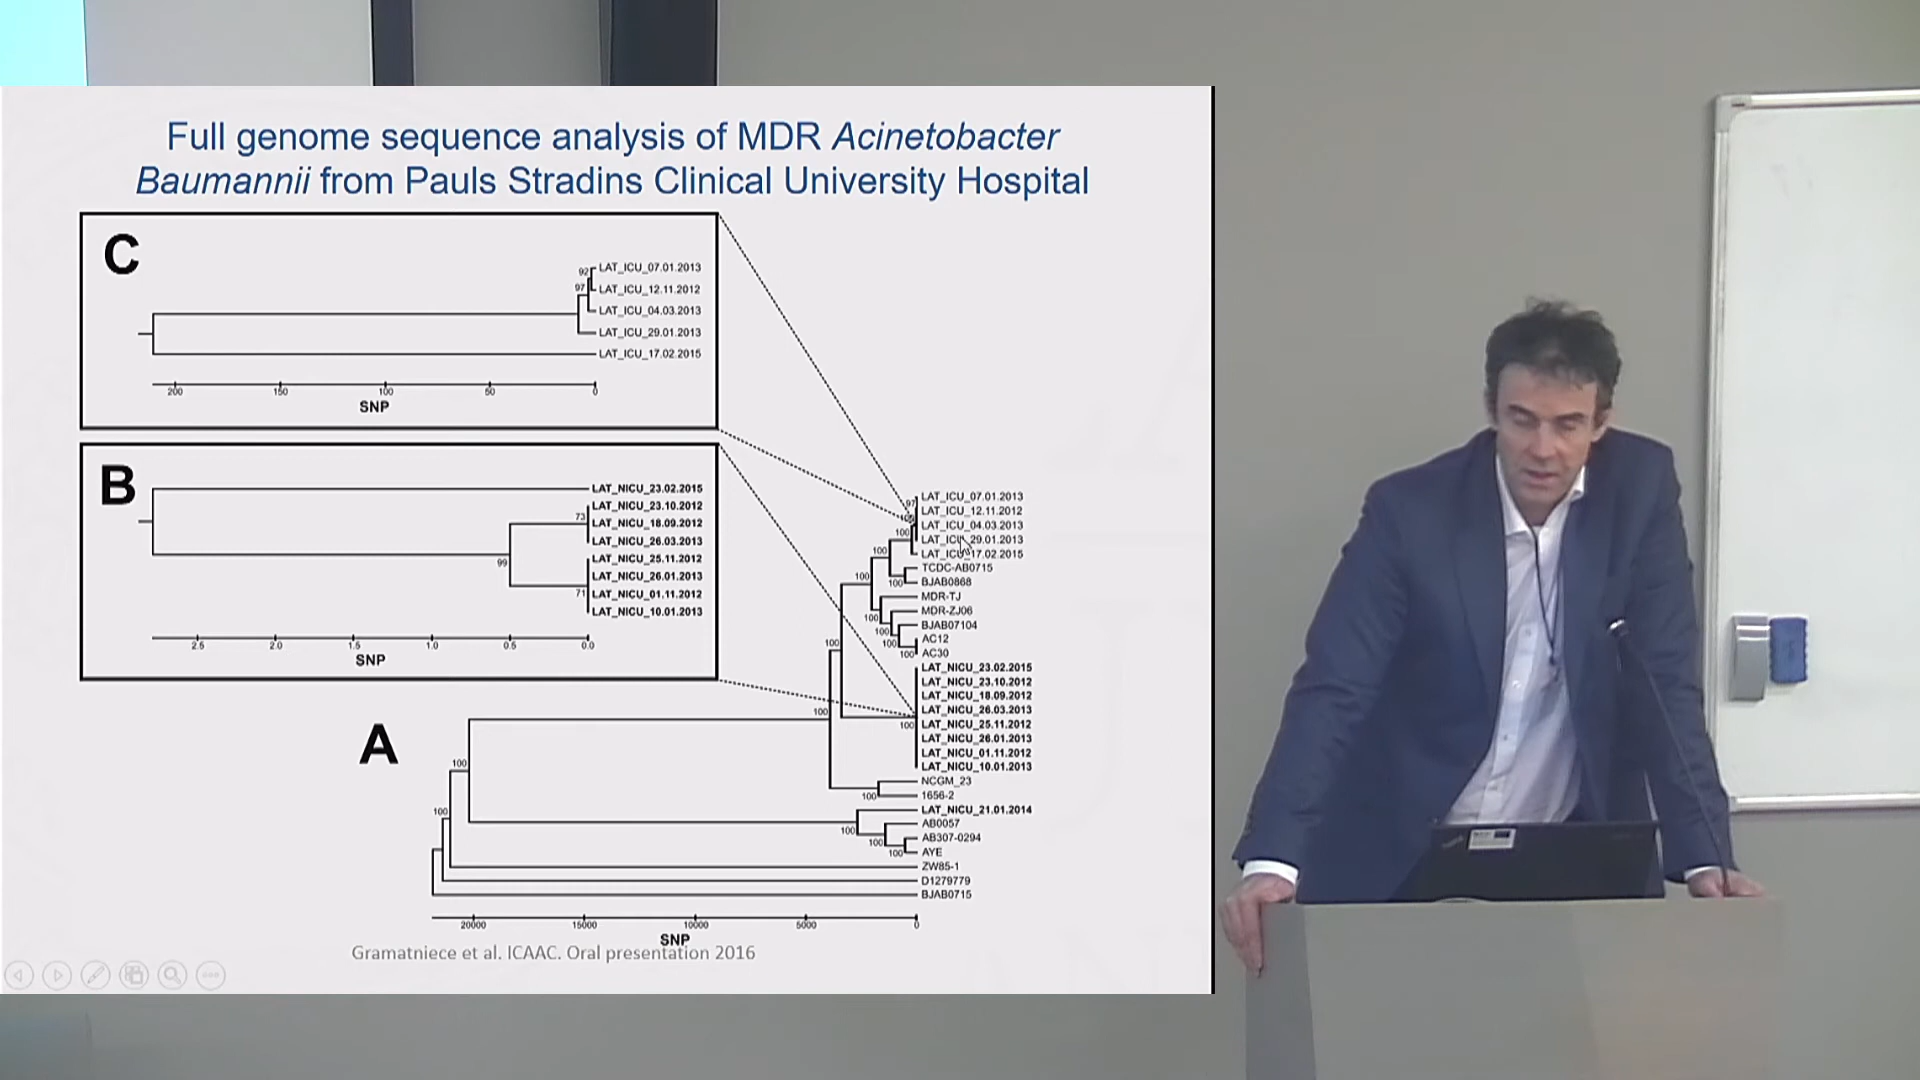 Full genome sequence analysis of MDR Acinetobacter
Baumannii from Pauls Stradins Clinical University Hospital
C
92
LAT_ICU_07.01.2013
97
LAT_ICU_12.11.2012
LAT_ICU_04.03.2013
LAT_ICU_29.01.2013
LAT_ICU_17.02.2015
200 150 100 50 0
SNP
B
LAT_NICU_23.02.2015
LAT_NICU_23.10.2012
73
LAT_NICU_18.09.2012
LAT_NICU_26.03.2013
99
LAT_NICU_25.11.2012
LAT_NICU_26.01.2013
71
LAT_NICU_01.11.2012
LAT_NICU_10.01.2013
2.5 2.0 1.5 1.0 0.5 0.0
SNP
A
97
LAT_ICU_07.01.2013
LAT_ICU_12.11.2012
LAT_ICU_04.03.2013
100
LAT_ICU_29.01.2013
100
LAT_ICU_17.02.2015
TCDC-AB0715
100
100
BJAB0868
MDR-TJ
MDR-ZJ06
100
BJAB07104
100
AC12
100
100
AC30
100
LAT_NICU_23.02.2015
LAT_NICU_23.10.2012
LAT_NICU_18.09.2012
LAT_NICU_26.03.2013
100
LAT_NICU_25.11.2012
100
LAT_NICU_26.01.2013
LAT_NICU_01.11.2012
LAT_NICU_10.01.2013
100
NCGM_23
1656-2
100
LAT_NICU_21.01.2014
100
AB0057
100
AB307-0294
100
AYE
100
ZW85-1
D1279779
BJAB0715
20000 15000 10000 5000 0
SNP
Gramatniece et al. ICAAC. Oral presentation 2016